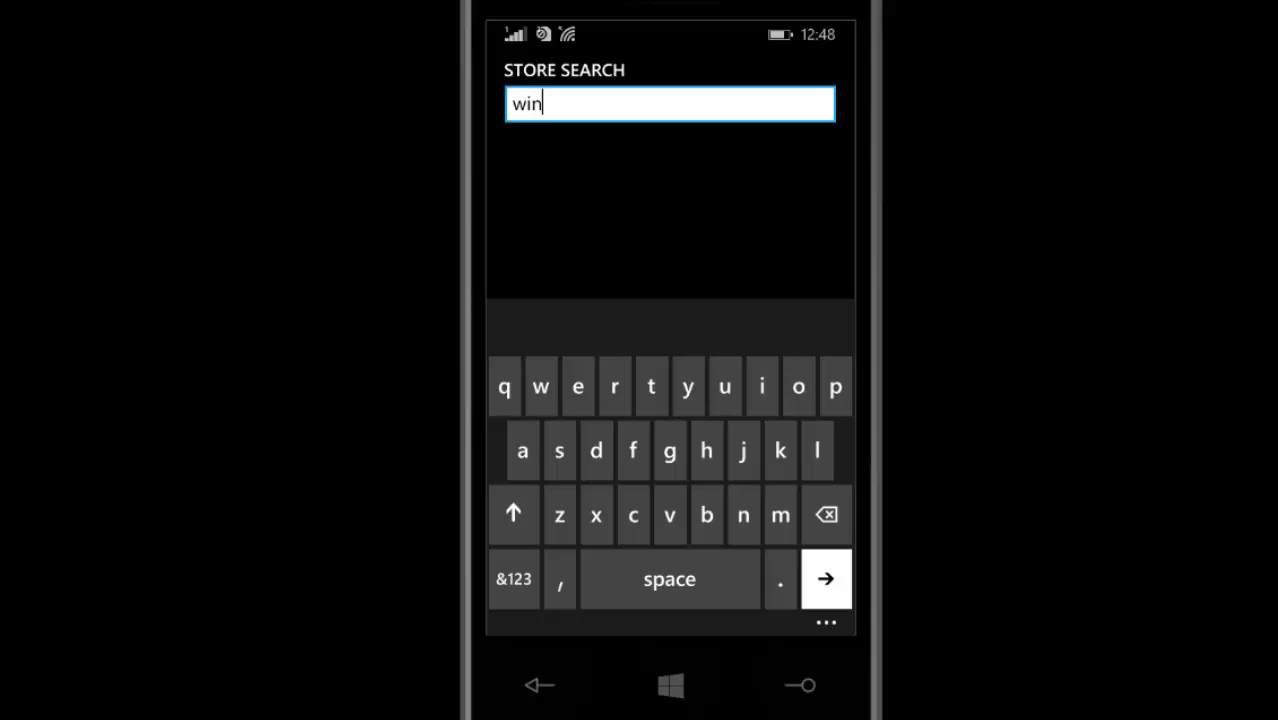 12:48
STORE SEARCH
win
q w e r t y u i o p
a s d f g h j k l
z x c v b n m
&123 , space .